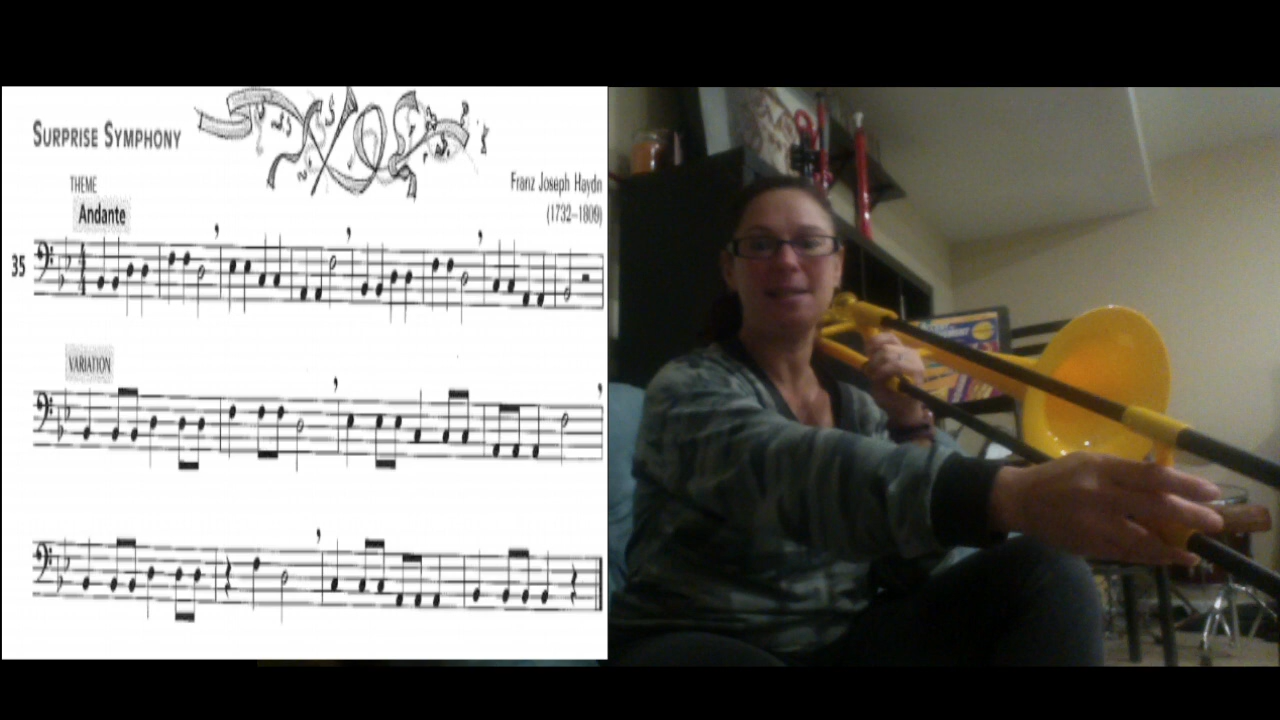 SURPRISE SYMPHONY
THEME
Franz Joseph Haydn
Andante
(1732–1809)
35
VARIATION